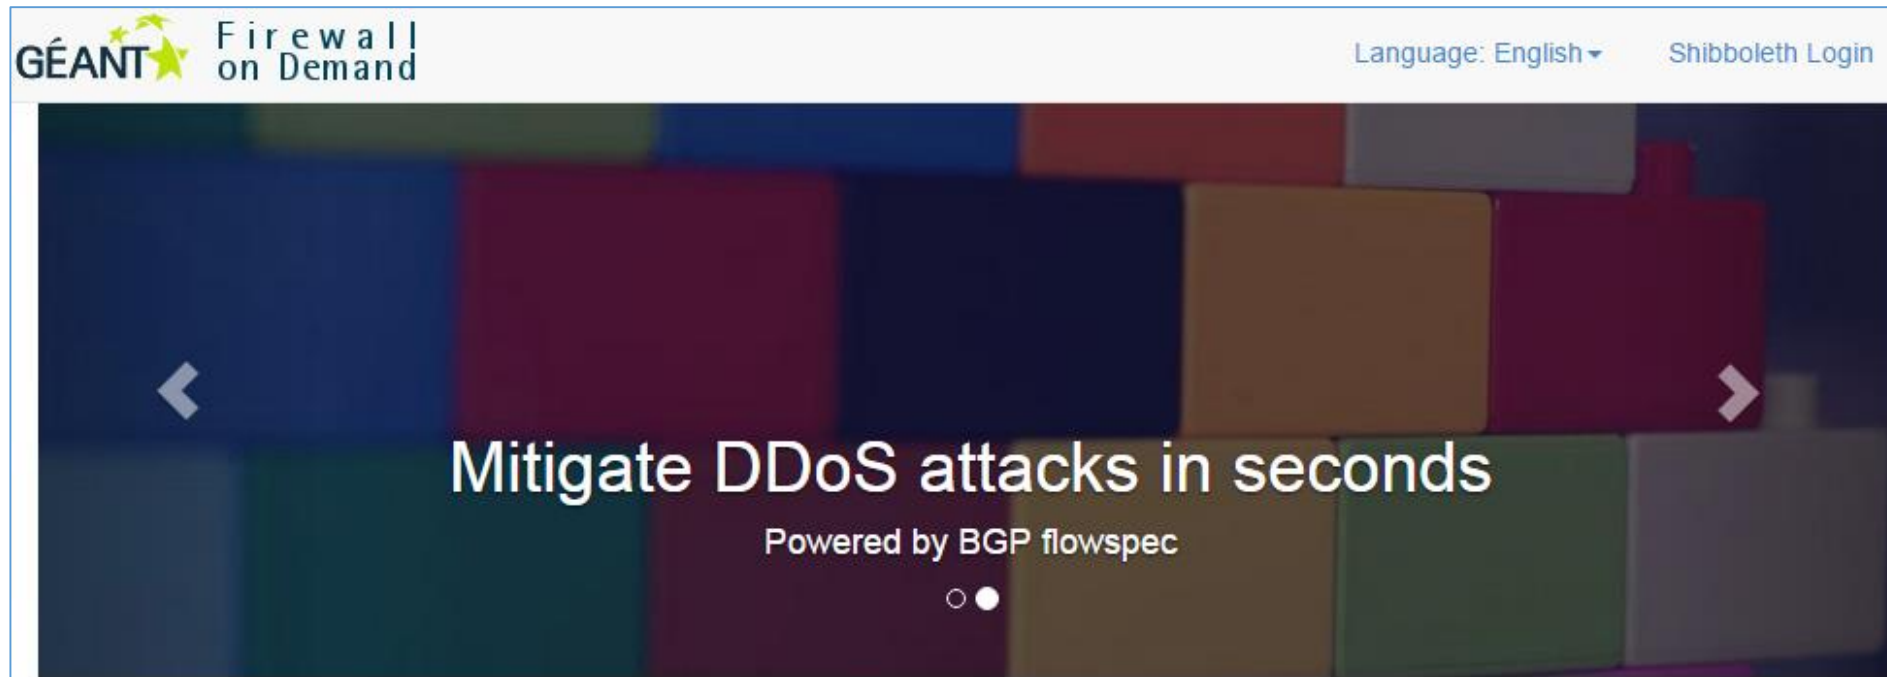 GÉANT
Firewall
on Demand
Language: English
Shibboleth Login
Mitigate DDoS attacks in seconds
Powered by BGP flowspec